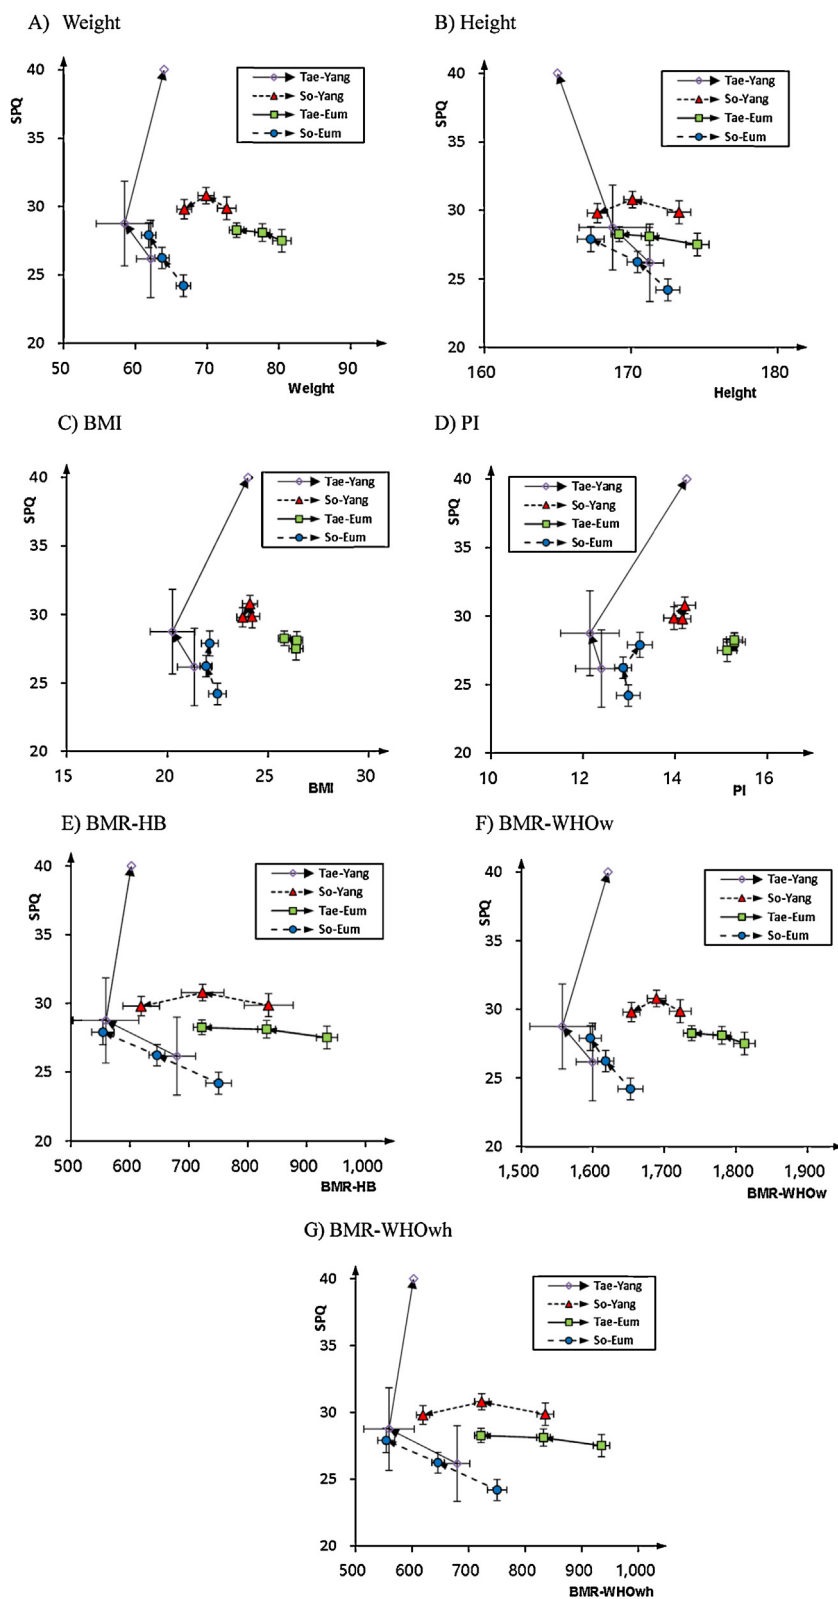 A) Weight
SPQ
40
35
30
25
20
50 60 70 80 90
Weight
Tae-Yang
So-Yang
Tae-Eum
So-Eum
B) Height
SPQ
40
35
30
25
20
160 170 180
Height
Tae-Yang
So-Yang
Tae-Eum
So-Eum
C) BMI
SPQ
40
35
30
25
20
15 20 25 30
BMI
Tae-Yang
So-Yang
Tae-Eum
So-Eum
D) PI
SPQ
40
35
30
25
20
10 12 14 16
PI
Tae-Yang
So-Yang
Tae-Eum
So-Eum
E) BMR-HB
SPQ
40
35
30
25
20
500 600 700 800 900 1,000
BMR-HB
Tae-Yang
So-Yang
Tae-Eum
So-Eum
F) BMR-WHOw
SPQ
40
35
30
25
20
1,500 1,600 1,700 1,800 1,900
BMR-WHOw
Tae-Yang
So-Yang
Tae-Eum
So-Eum
G) BMR-WHOwh
SPQ
40
35
30
25
20
500 600 700 800 900 1,000
BMR-WHOwh
Tae-Yang
So-Yang
Tae-Eum
So-Eum